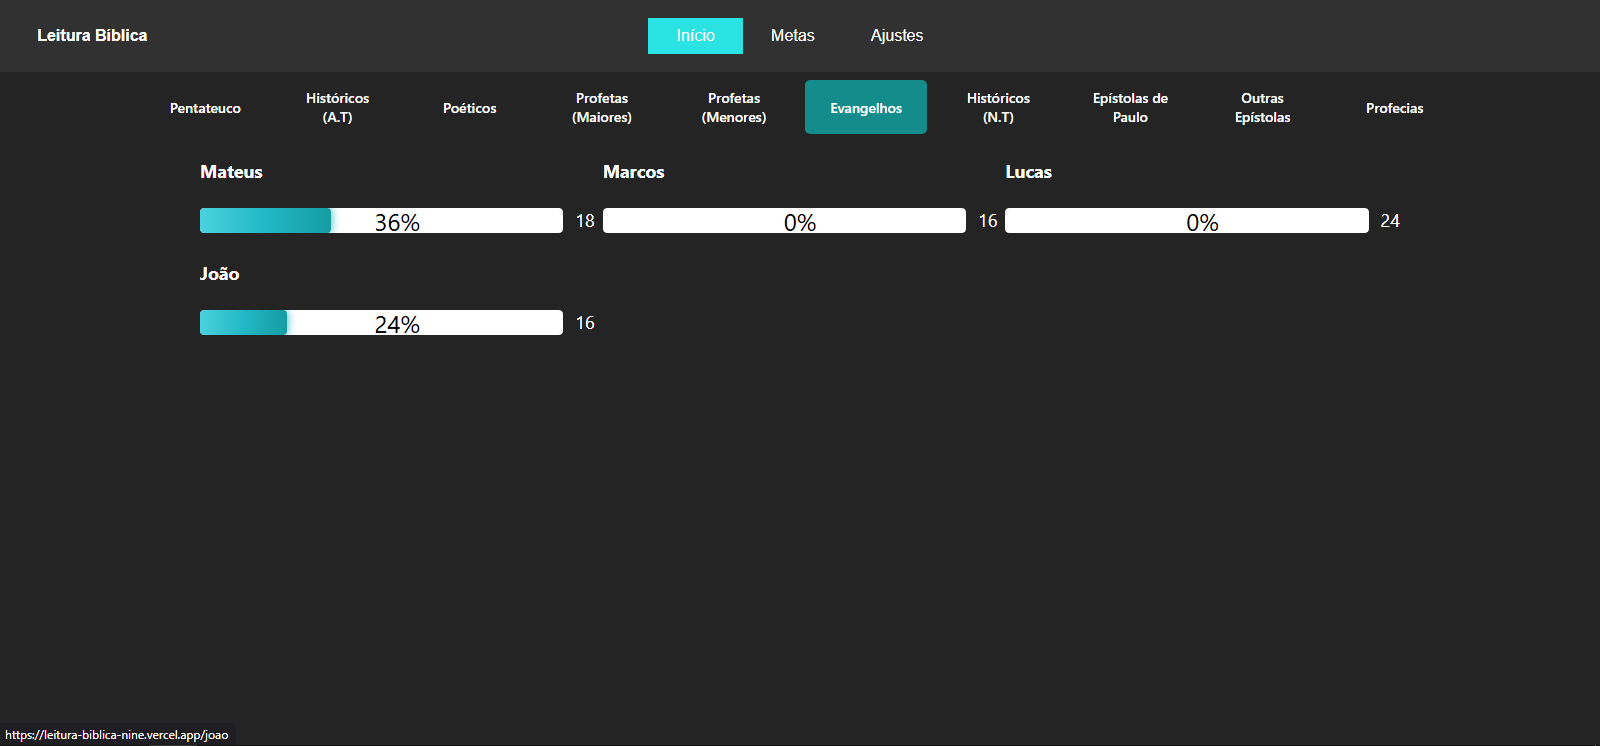 Leitura Bíblica
Início
Metas
Ajustes
Pentateuco
Históricos
(A.T)
Poéticos
Profetas
(Maiores)
Profetas
(Menores)
Evangelhos
Históricos
(N.T)
Epístolas de
Paulo
Outras
Epístolas
Profecias
Mateus
36%
18
Marcos
0%
16
Lucas
0%
24
João
24%
16
https://leitura-biblica-nine.vercel.app/joao